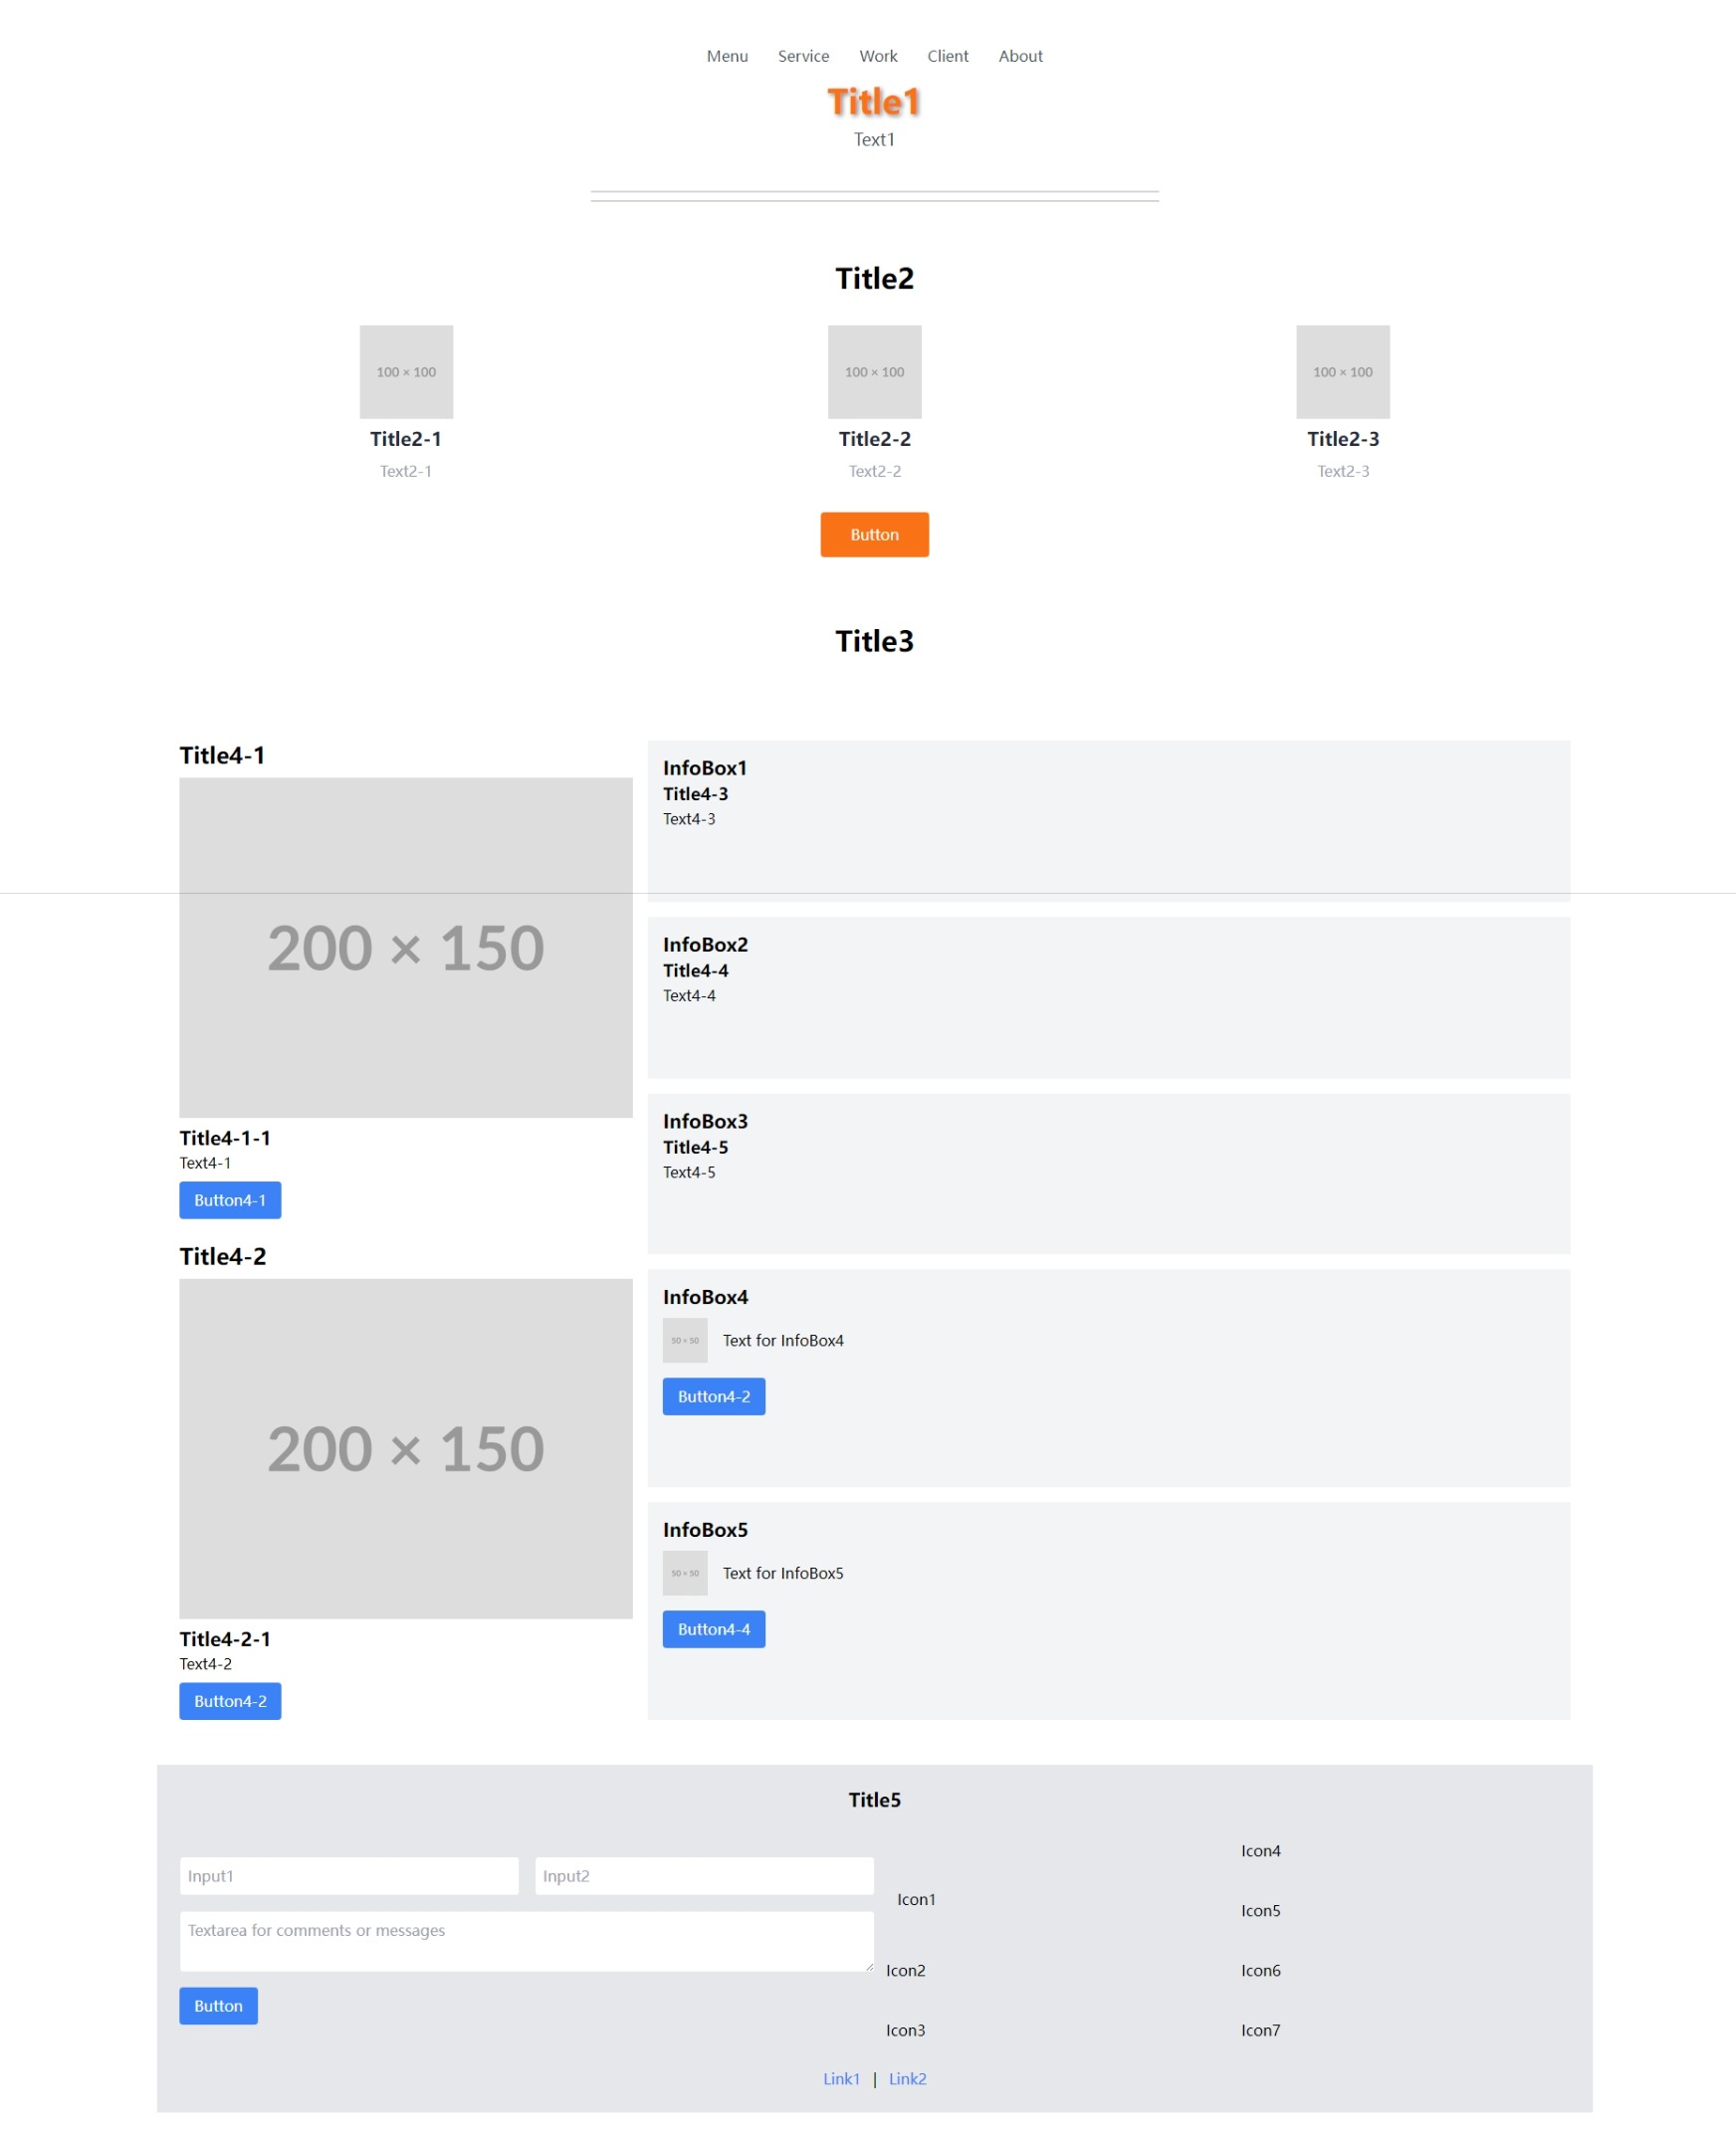 Menu Service Work Client About
Title1
Text1
Title2
100 × 100 100 × 100 100 × 100
Title2-1 Title2-2 Title2-3
Text2-1 Text2-2 Text2-3
Button
Title3
Title4-1
200 × 150
Title4-1-1
Text4-1
Button4-1
Title4-2
200 × 150
Title4-2-1
Text4-2
Button4-2
InfoBox1
Title4-3
Text4-3
InfoBox2
Title4-4
Text4-4
InfoBox3
Title4-5
Text4-5
InfoBox4
50 × 50 Text for InfoBox4
Button4-2
InfoBox5
50 × 50 Text for InfoBox5
Button4-4
Title5
Input1 Input2
Textarea for comments or messages
Button
Icon1
Icon2
Icon3
Icon4
Icon5
Icon6
Icon7
Link1 | Link2